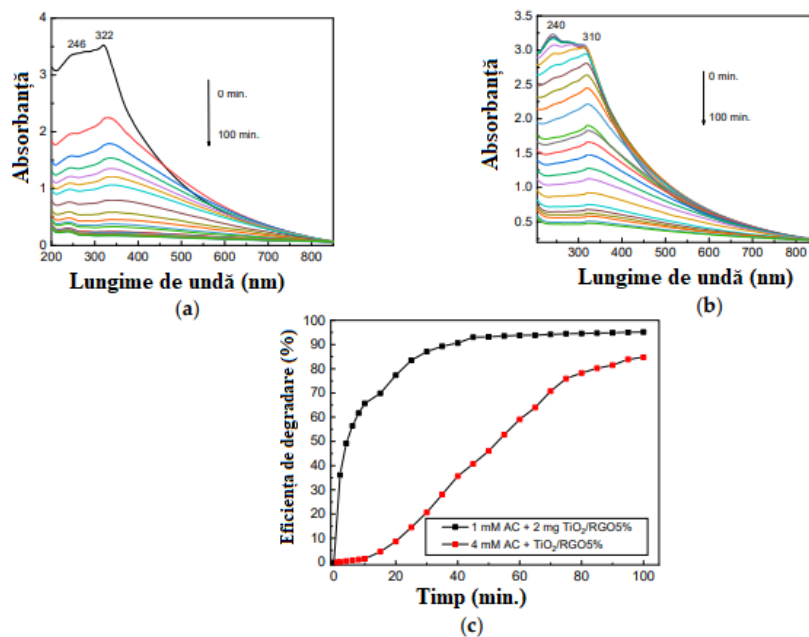 4
3
2
1
0
Absorbanță
246
322
0 min.
100 min.
200 300 400 500 600 700 800
Lungime de undă (nm)
(a)
3.5
3.0
2.5
2.0
1.5
1.0
0.5
Absorbanță
240
310
0 min.
100 min.
300 400 500 600 700 800
Lungime de undă (nm)
(b)
100
90
80
70
60
50
40
30
20
10
0
Eficiența de degradare (%)
1 mM AC + 2 mg TiO₂/RGO5%
4 mM AC + TiO₂/RGO5%
0 20 40 60 80 100
Timp (min.)
(c)